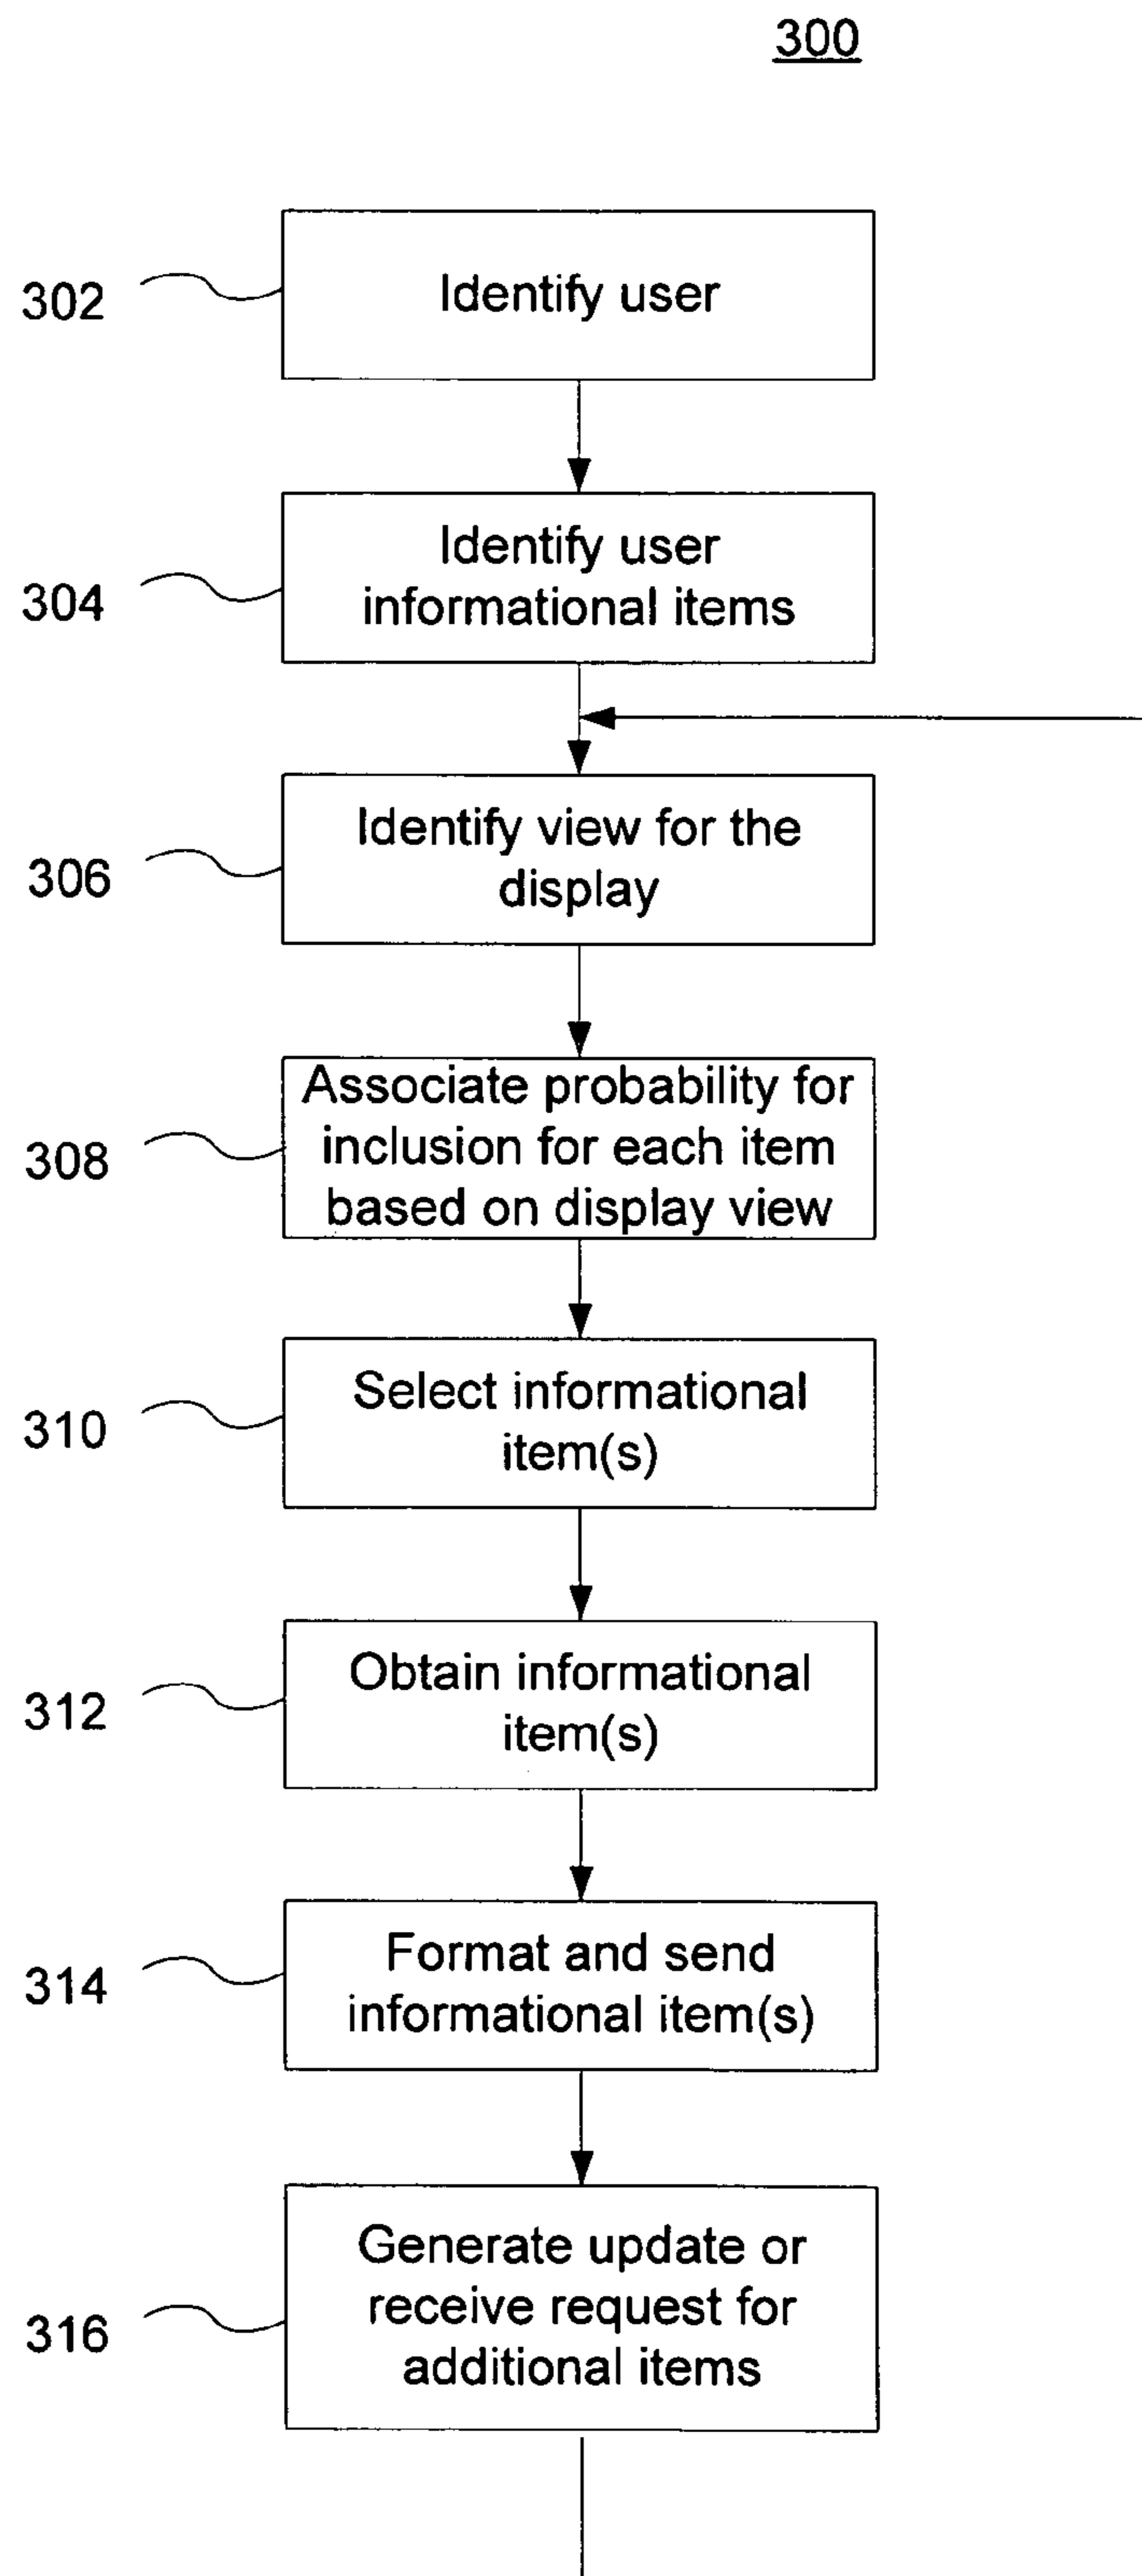 300
302
Identify user
304
Identify user
informational items
306
Identify view for the
display
308
Associate probability for
inclusion for each item
based on display view
310
Select informational
item(s)
312
Obtain informational
item(s)
314
Format and send
informational item(s)
316
Generate update or
receive request for
additional items